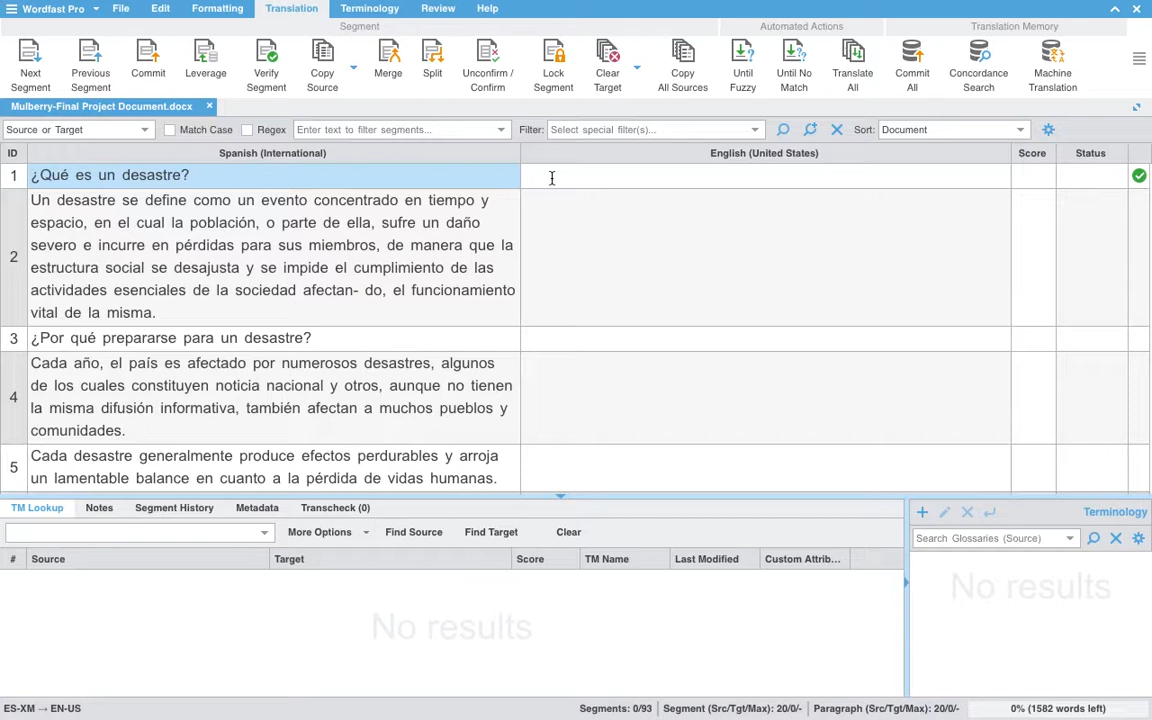 Wordfast Pro File Edit Formatting Translation Terminology Review Help
Segment Automated Actions Translation Memory
Next Segment
Previous Segment
Commit
Leverage
Verify Segment
Copy Source
Merge
Split
Unconfirm / Confirm
Lock Segment
Clear Target
Copy All Sources
Until Fuzzy
Until No Match
Translate All
Commit All
Concordance Search
Machine Translation
Mulberry-Final Project Document.docx
Source or Target Match Case Regex Enter text to filter segments... Filter: Select special filter(s)... Sort: Document
ID Spanish (International) English (United States) Score Status
1 ¿Qué es un desastre?
2
Un desastre se define como un evento concentrado en tiempo y
espacio, en el cual la población, o parte de ella, sufre un daño
severo e incurre en pérdidas para sus miembros, de manera que la
estructura social se desajusta y se impide el cumplimiento de las
actividades esenciales de la sociedad afectan- do, el funcionamiento
vital de la misma.
3 ¿Por qué prepararse para un desastre?
4
Cada año, el país es afectado por numerosos desastres, algunos
de los cuales constituyen noticia nacional y otros, aunque no tienen
la misma difusión informativa, también afectan a muchos pueblos y
comunidades.
5
Cada desastre generalmente produce efectos perdurables y arroja
un lamentable balance en cuanto a la pérdida de vidas humanas.
TM Lookup Notes Segment History Metadata Transcheck (0)
More Options Find Source Find Target Clear
# Source Target Score TM Name Last Modified Custom Attrib...
No results
Terminology
Search Glossaries (Source)
No results
ES-XM → EN-US Segments: 0/93 Segment (Src/Tgt/Max): 20/0/- Paragraph (Src/Tgt/Max): 20/0/- 0% (1582 words left)